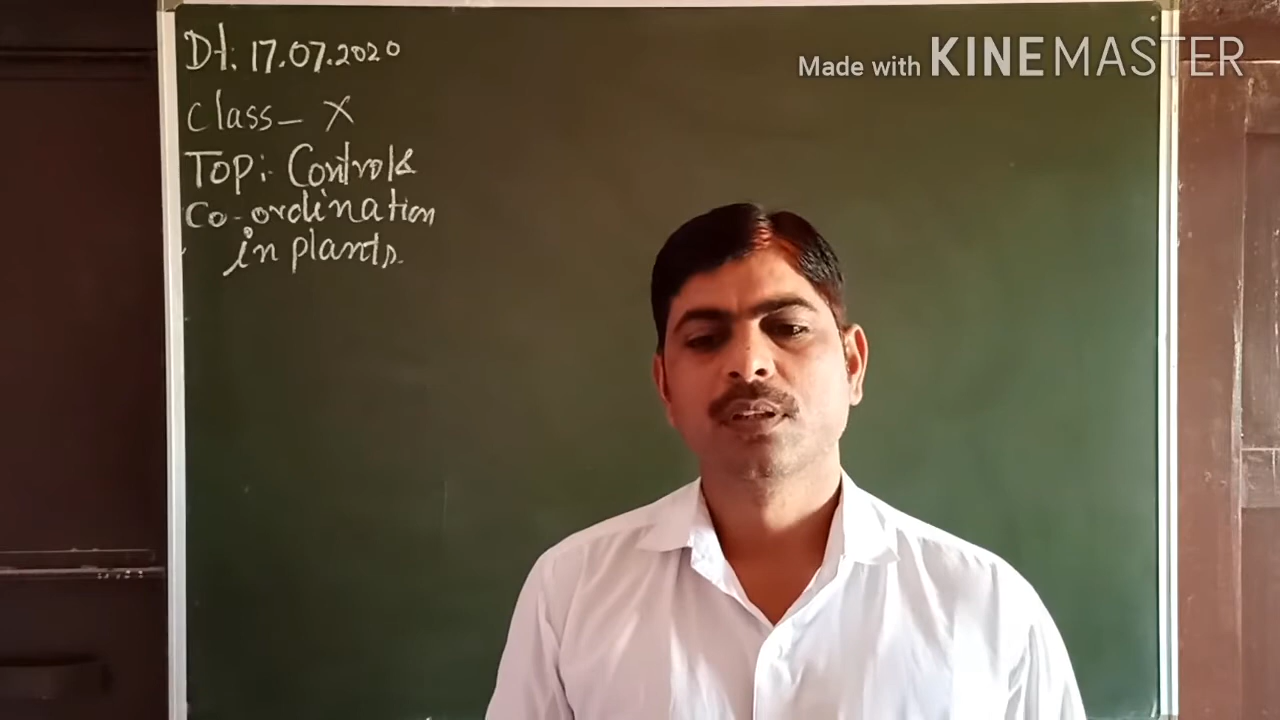 Dt: 17.07.2020
Class - X
Top:- Control &
Co-ordination
in plants.
Made with KINEMASTER